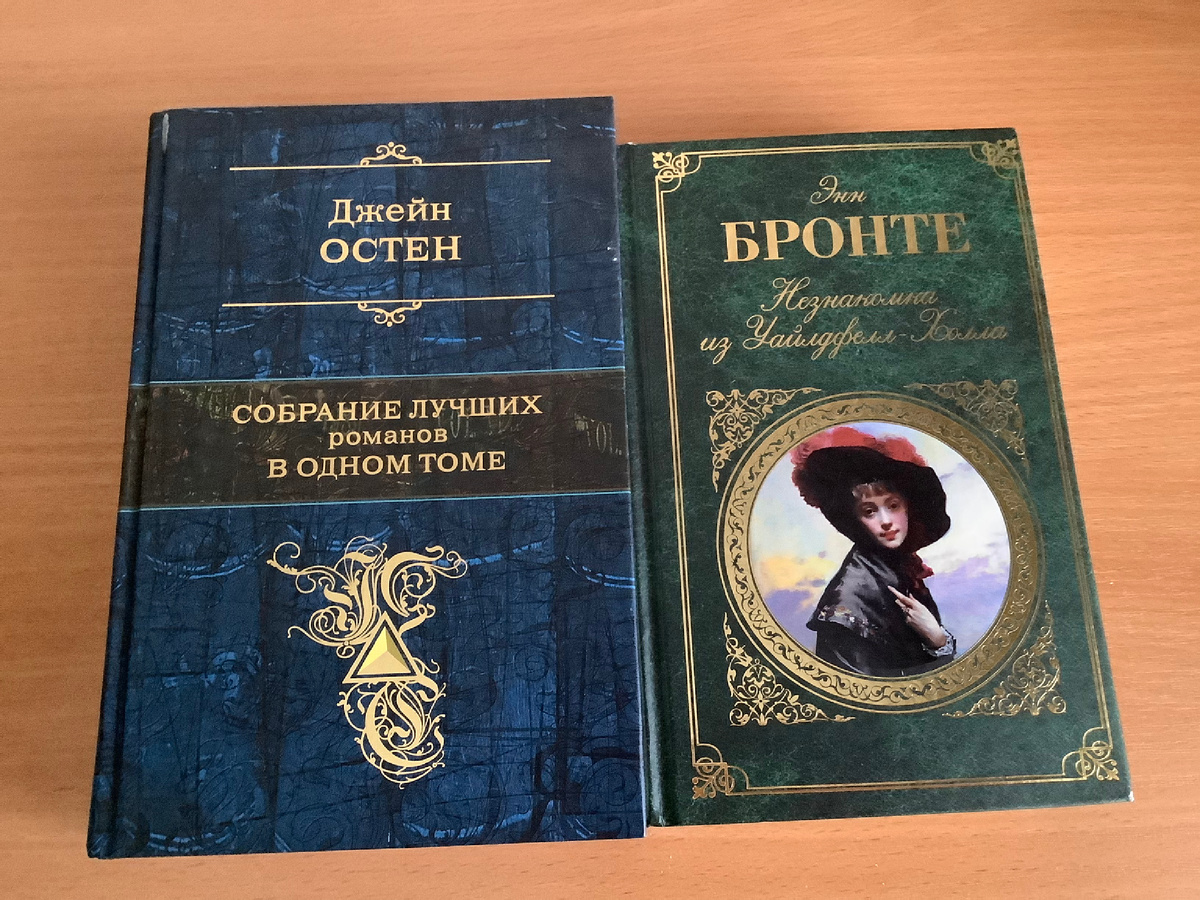 Джейн
ОСТЕН
СОБРАНИЕ ЛУЧШИХ
романов
В ОДНОМ ТОМЕ
Энн
БРОНТЕ
Незнакомка
из Уайлдфелл-Холла